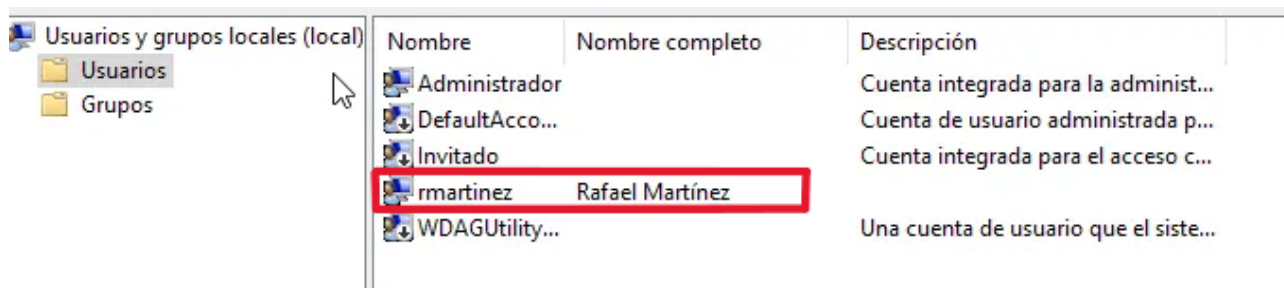 Usuarios y grupos locales (local)
Usuarios
Grupos
Nombre Nombre completo Descripción
Administrador Cuenta integrada para la administ...
DefaultAcco... Cuenta de usuario administrada p...
Invitado Cuenta integrada para el acceso c...
rmartinez Rafael Martínez
WDAGUtility... Una cuenta de usuario que el siste...